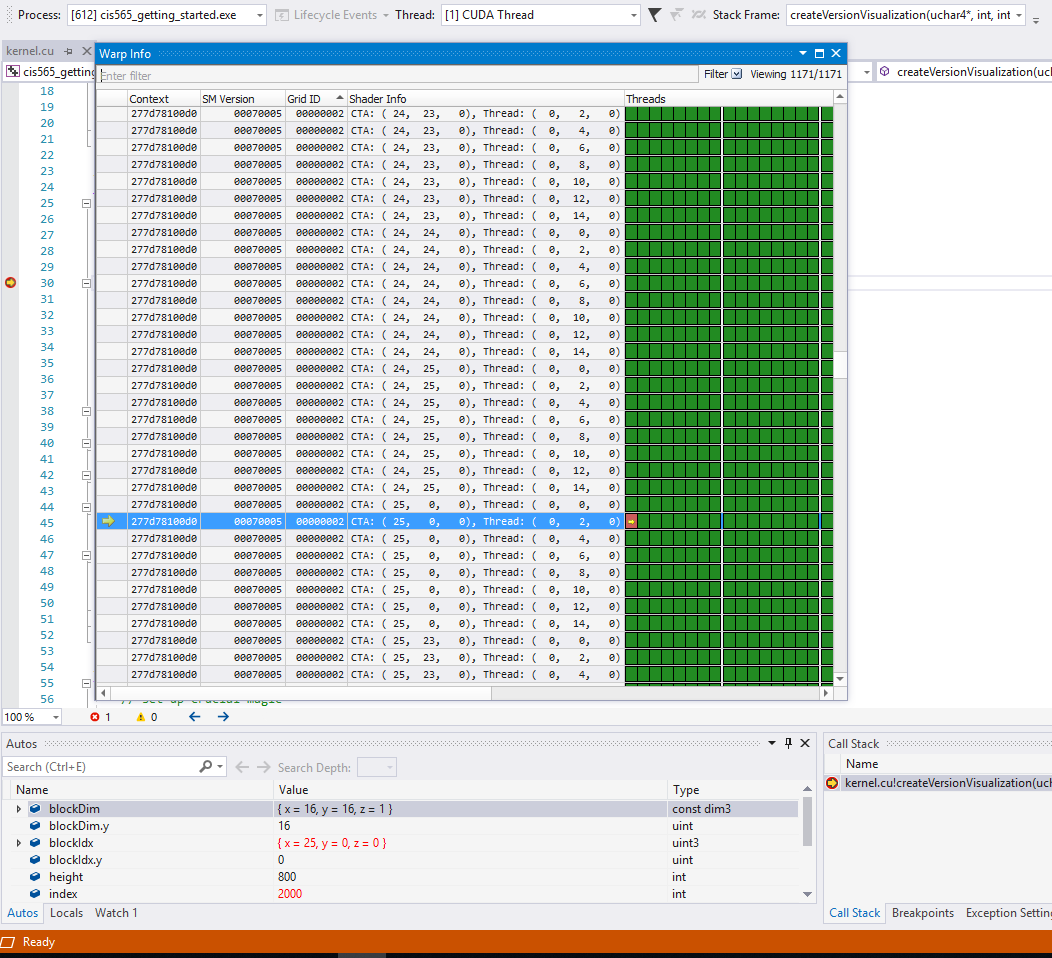 Process: [612] cis565_getting_started.exe Lifecycle Events Thread: [1] CUDA Thread Stack Frame: createVersionVisualization(uchar4*, int, int
kernel.cu Warp Info
cis565_getting Enter filter Filter Viewing 1171/1171 createVersionVisualization(uc
Context SM Version Grid ID Shader Info Threads
18
19 277d78100d0 00070005 00000002 CTA: ( 24, 23, 0), Thread: ( 0, 2, 0)
20 277d78100d0 00070005 00000002 CTA: ( 24, 23, 0), Thread: ( 0, 4, 0)
21 277d78100d0 00070005 00000002 CTA: ( 24, 23, 0), Thread: ( 0, 6, 0)
22 277d78100d0 00070005 00000002 CTA: ( 24, 23, 0), Thread: ( 0, 8, 0)
23 277d78100d0 00070005 00000002 CTA: ( 24, 23, 0), Thread: ( 0, 10, 0)
24 277d78100d0 00070005 00000002 CTA: ( 24, 23, 0), Thread: ( 0, 12, 0)
25 277d78100d0 00070005 00000002 CTA: ( 24, 23, 0), Thread: ( 0, 14, 0)
26 277d78100d0 00070005 00000002 CTA: ( 24, 24, 0), Thread: ( 0, 0, 0)
27 277d78100d0 00070005 00000002 CTA: ( 24, 24, 0), Thread: ( 0, 2, 0)
28 277d78100d0 00070005 00000002 CTA: ( 24, 24, 0), Thread: ( 0, 4, 0)
29 277d78100d0 00070005 00000002 CTA: ( 24, 24, 0), Thread: ( 0, 6, 0)
30 277d78100d0 00070005 00000002 CTA: ( 24, 24, 0), Thread: ( 0, 8, 0)
31 277d78100d0 00070005 00000002 CTA: ( 24, 24, 0), Thread: ( 0, 10, 0)
32 277d78100d0 00070005 00000002 CTA: ( 24, 24, 0), Thread: ( 0, 12, 0)
33 277d78100d0 00070005 00000002 CTA: ( 24, 24, 0), Thread: ( 0, 14, 0)
34 277d78100d0 00070005 00000002 CTA: ( 24, 25, 0), Thread: ( 0, 0, 0)
35 277d78100d0 00070005 00000002 CTA: ( 24, 25, 0), Thread: ( 0, 2, 0)
36 277d78100d0 00070005 00000002 CTA: ( 24, 25, 0), Thread: ( 0, 4, 0)
37 277d78100d0 00070005 00000002 CTA: ( 24, 25, 0), Thread: ( 0, 6, 0)
38 277d78100d0 00070005 00000002 CTA: ( 24, 25, 0), Thread: ( 0, 8, 0)
39 277d78100d0 00070005 00000002 CTA: ( 24, 25, 0), Thread: ( 0, 10, 0)
40 277d78100d0 00070005 00000002 CTA: ( 24, 25, 0), Thread: ( 0, 12, 0)
41 277d78100d0 00070005 00000002 CTA: ( 24, 25, 0), Thread: ( 0, 14, 0)
42 277d78100d0 00070005 00000002 CTA: ( 25, 0, 0), Thread: ( 0, 0, 0)
43 277d78100d0 00070005 00000002 CTA: ( 25, 0, 0), Thread: ( 0, 2, 0)
44 277d78100d0 00070005 00000002 CTA: ( 25, 0, 0), Thread: ( 0, 4, 0)
45 277d78100d0 00070005 00000002 CTA: ( 25, 0, 0), Thread: ( 0, 6, 0)
46 277d78100d0 00070005 00000002 CTA: ( 25, 0, 0), Thread: ( 0, 8, 0)
47 277d78100d0 00070005 00000002 CTA: ( 25, 0, 0), Thread: ( 0, 10, 0)
48 277d78100d0 00070005 00000002 CTA: ( 25, 0, 0), Thread: ( 0, 12, 0)
49 277d78100d0 00070005 00000002 CTA: ( 25, 0, 0), Thread: ( 0, 14, 0)
50 277d78100d0 00070005 00000002 CTA: ( 25, 23, 0), Thread: ( 0, 0, 0)
51 277d78100d0 00070005 00000002 CTA: ( 25, 23, 0), Thread: ( 0, 2, 0)
52 277d78100d0 00070005 00000002 CTA: ( 25, 23, 0), Thread: ( 0, 4, 0)
53
54
55
56 // set up crucial magic
100 % 1 0
Autos Call Stack
Search (Ctrl+E) Search Depth: Name
Name Value Type kernel.cu!createVersionVisualization(uch
blockDim { x = 16, y = 16, z = 1 } const dim3
blockDim.y 16 uint
blockIdx { x = 25, y = 0, z = 0 } uint3
blockIdx.y 0 uint
height 800 int
index 2000 int
Autos Locals Watch 1 Call Stack Breakpoints Exception Setting
Ready